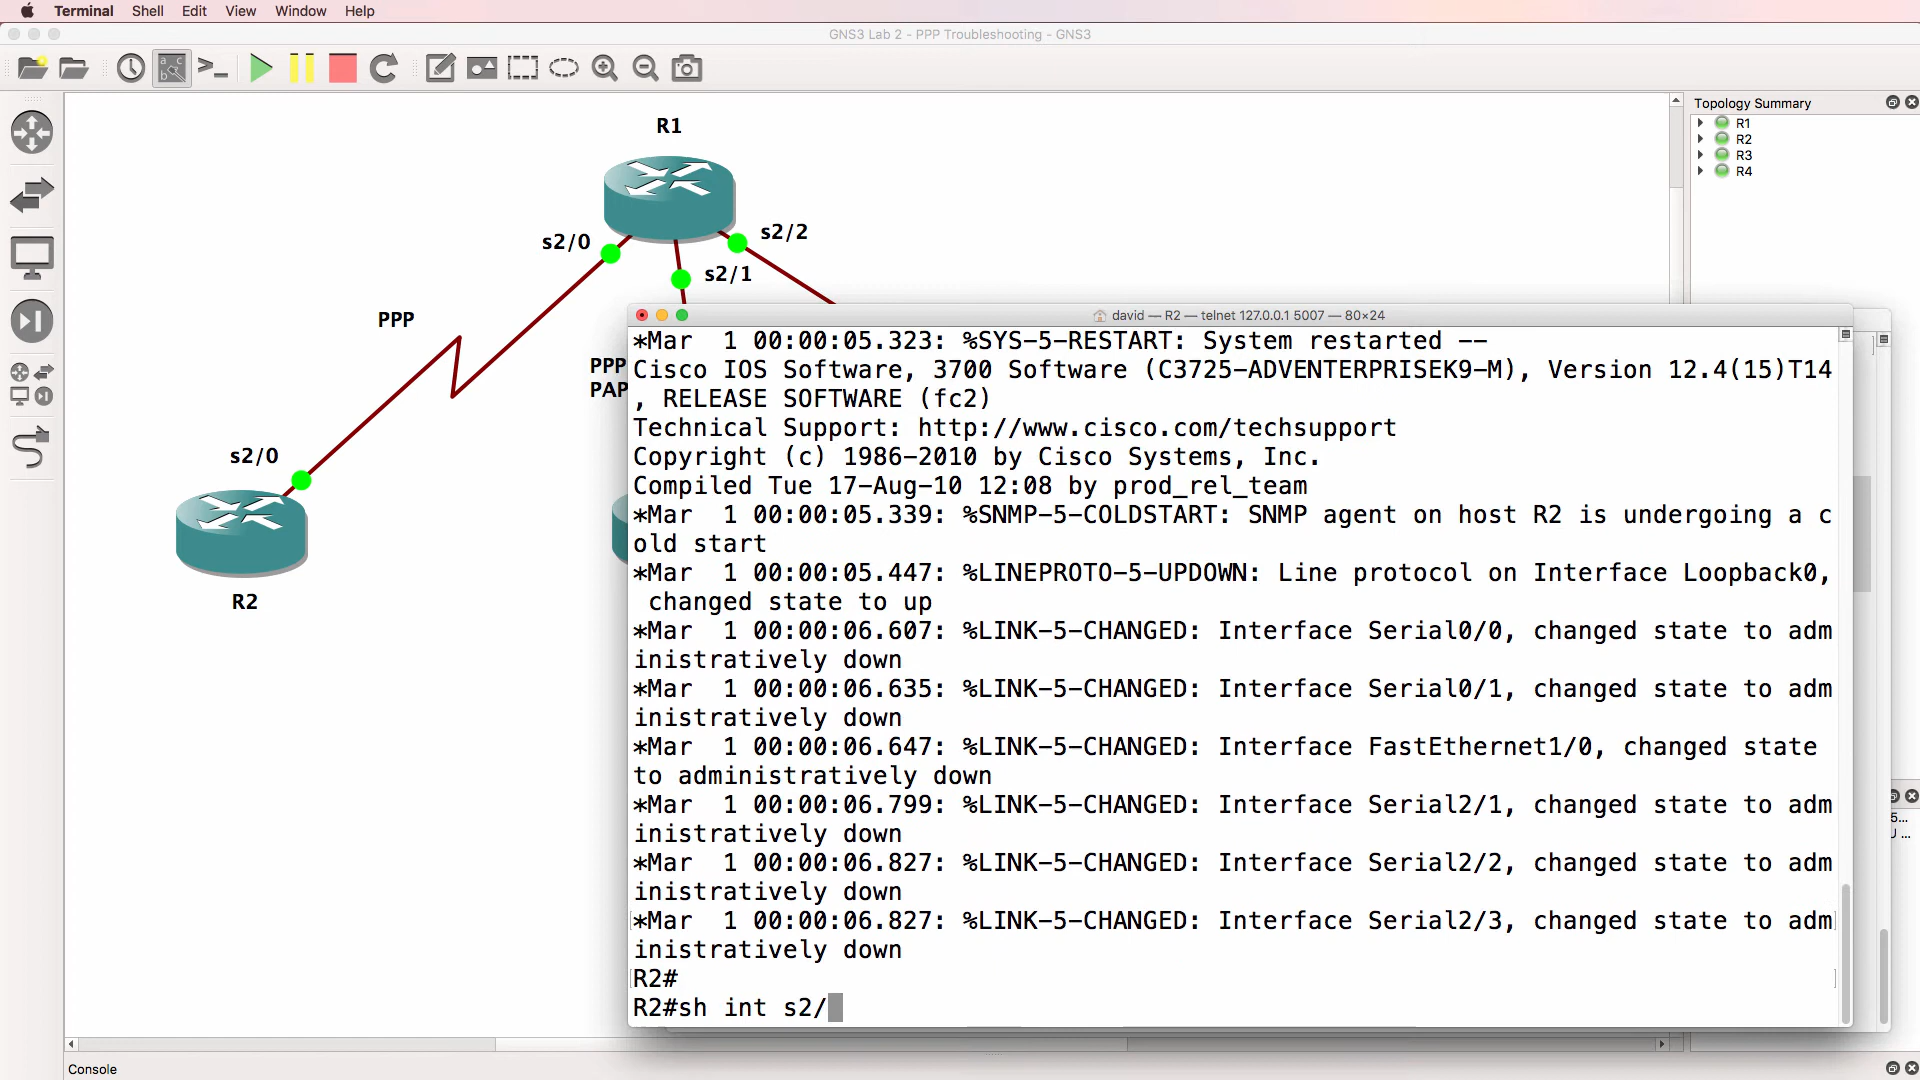 Terminal Shell Edit View Window Help
GNS3 Lab 2 - PPP Troubleshooting - GNS3
Topology Summary
R1
R2
R3
R4
R1
s2/0
s2/2
s2/1
PPP
PPP
PAP
s2/0
R2
david — R2 — telnet 127.0.0.1 5007 — 80×24
*Mar  1 00:00:05.323: %SYS-5-RESTART: System restarted --
Cisco IOS Software, 3700 Software (C3725-ADVENTERPRISEK9-M), Version 12.4(15)T14
, RELEASE SOFTWARE (fc2)
Technical Support: http://www.cisco.com/techsupport
Copyright (c) 1986-2010 by Cisco Systems, Inc.
Compiled Tue 17-Aug-10 12:08 by prod_rel_team
*Mar  1 00:00:05.339: %SNMP-5-COLDSTART: SNMP agent on host R2 is undergoing a c
old start
*Mar  1 00:00:05.447: %LINEPROTO-5-UPDOWN: Line protocol on Interface Loopback0,
 changed state to up
*Mar  1 00:00:06.607: %LINK-5-CHANGED: Interface Serial0/0, changed state to adm
inistratively down
*Mar  1 00:00:06.635: %LINK-5-CHANGED: Interface Serial0/1, changed state to adm
inistratively down
*Mar  1 00:00:06.647: %LINK-5-CHANGED: Interface FastEthernet1/0, changed state
to administratively down
*Mar  1 00:00:06.799: %LINK-5-CHANGED: Interface Serial2/1, changed state to adm
inistratively down
*Mar  1 00:00:06.827: %LINK-5-CHANGED: Interface Serial2/2, changed state to adm
inistratively down
*Mar  1 00:00:06.827: %LINK-5-CHANGED: Interface Serial2/3, changed state to adm
inistratively down
R2#
R2#sh int s2/
5...
U ...
Console